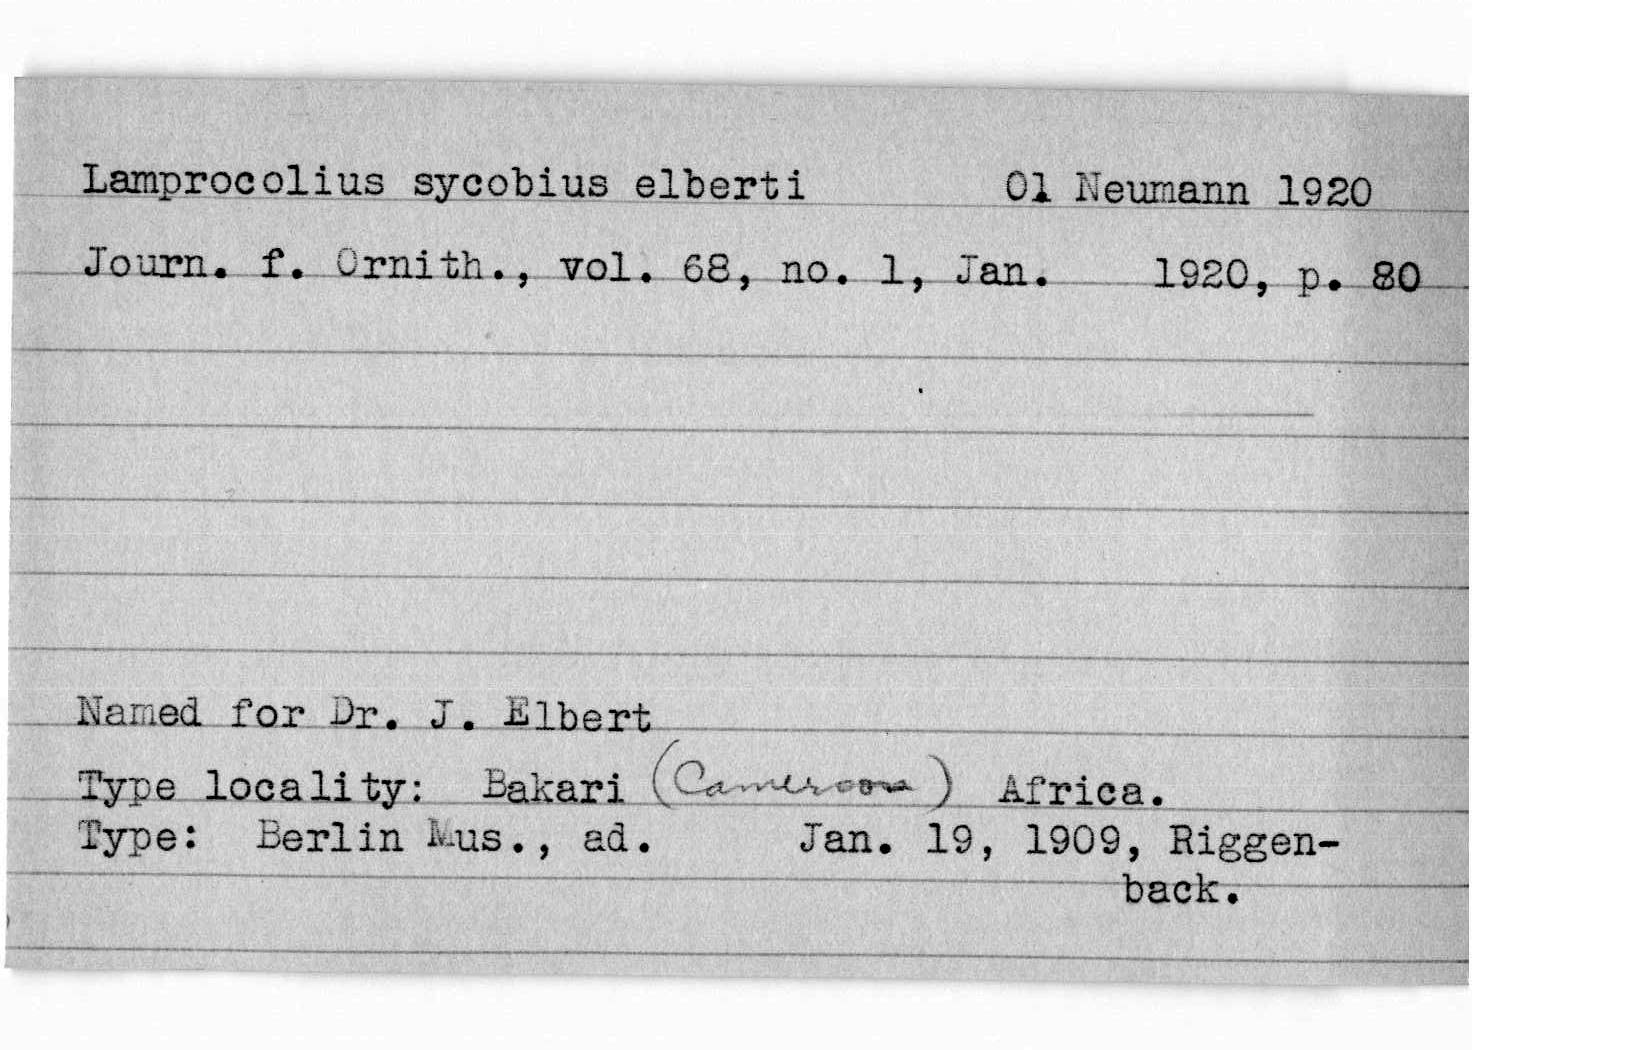 Lamprocolius sycobius elberti 01 Neumann 1920
Journ. f. Ornith., vol. 68, no. 1, Jan. 1920, p. 80
Named for Dr. J. Elbert
Type locality: Bakari (Cameroons) Africa.
Type: Berlin Mus., ad. Jan. 19, 1909, Riggen-
back.